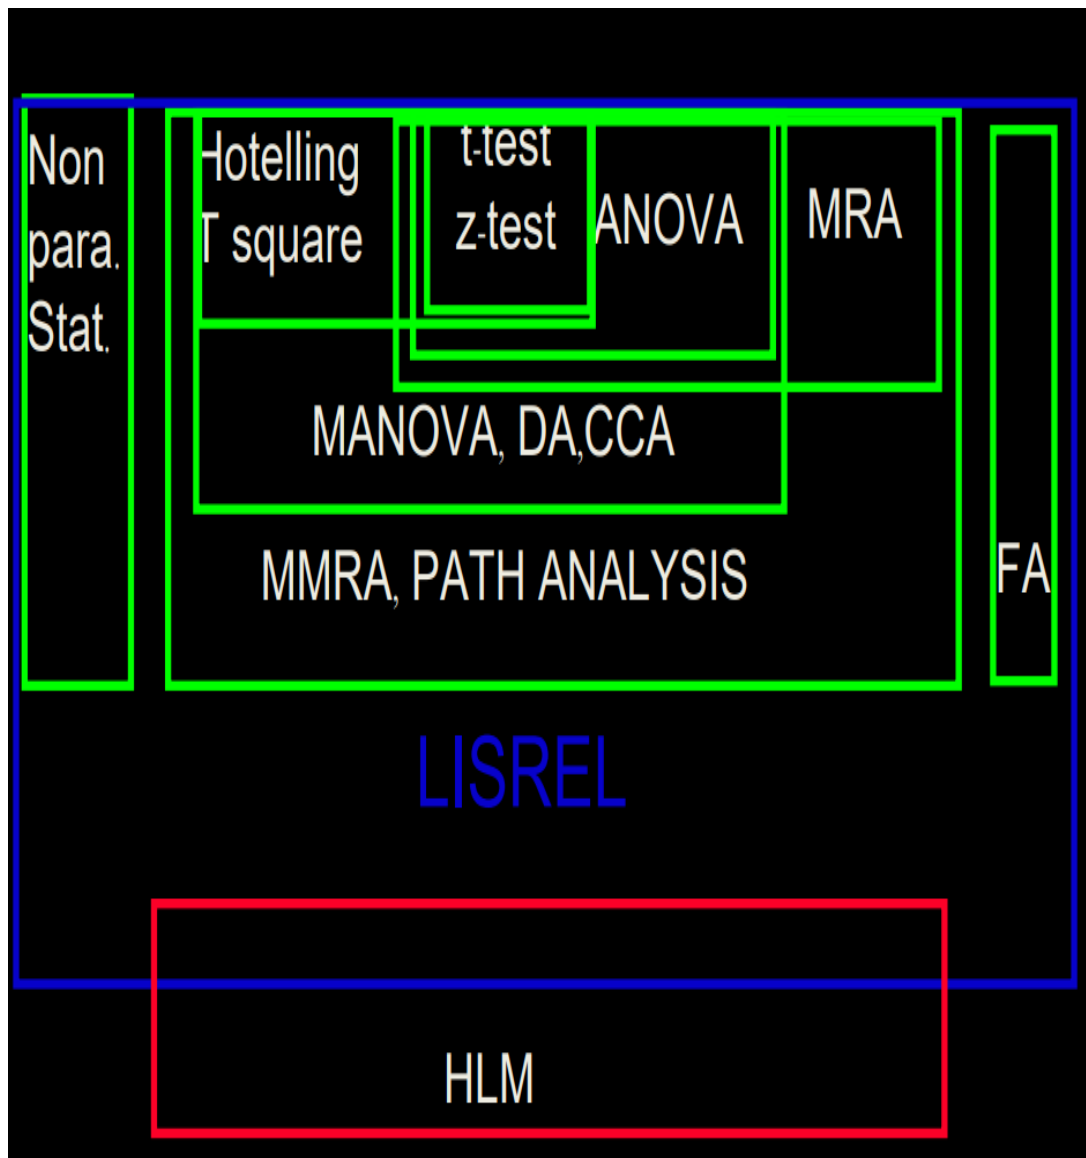 Non
para.
Stat.
Hotelling
T square
t-test
z-test
ANOVA
MRA
MANOVA, DA,CCA
MMRA, PATH ANALYSIS
FA
LISREL
HLM